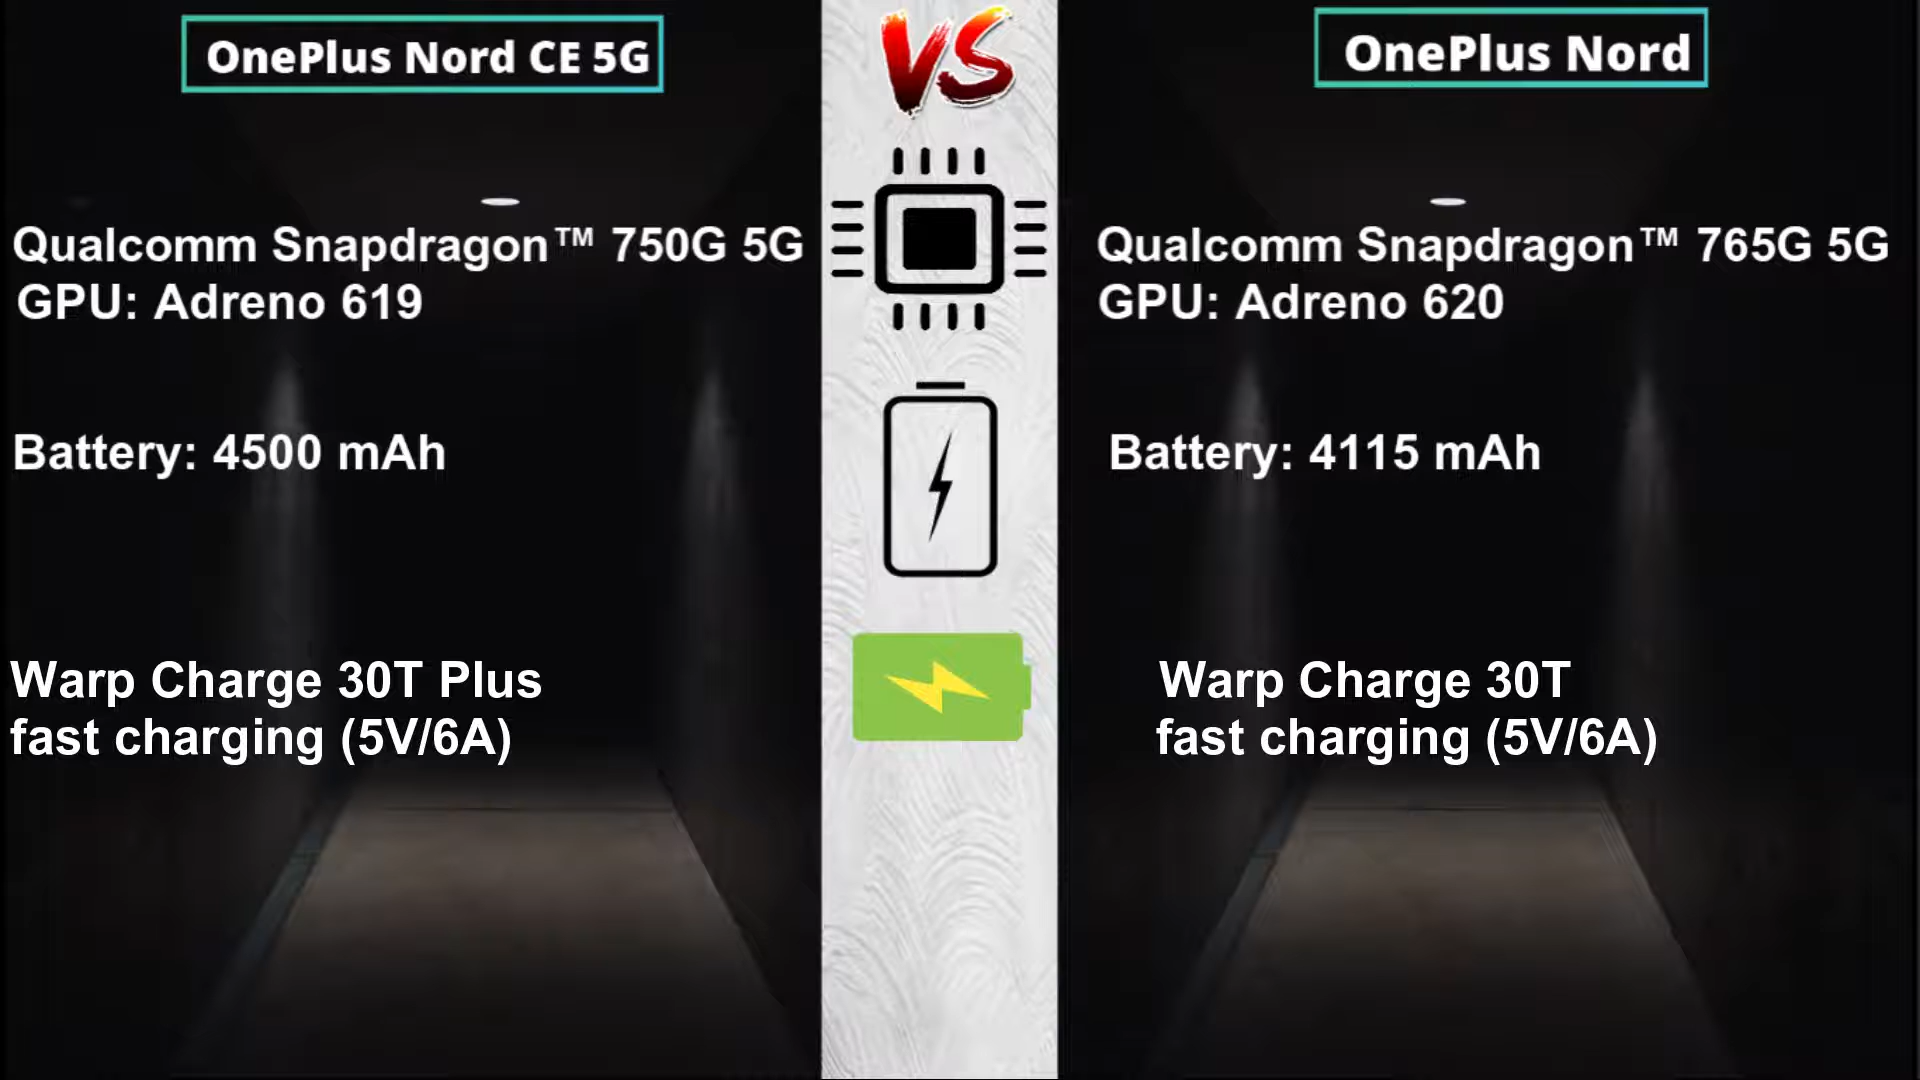 OnePlus Nord CE 5G
VS
OnePlus Nord
Qualcomm Snapdragon™ 750G 5G
GPU: Adreno 619
Qualcomm Snapdragon™ 765G 5G
GPU: Adreno 620
Battery: 4500 mAh
Battery: 4115 mAh
Warp Charge 30T Plus
fast charging (5V/6A)
Warp Charge 30T
fast charging (5V/6A)